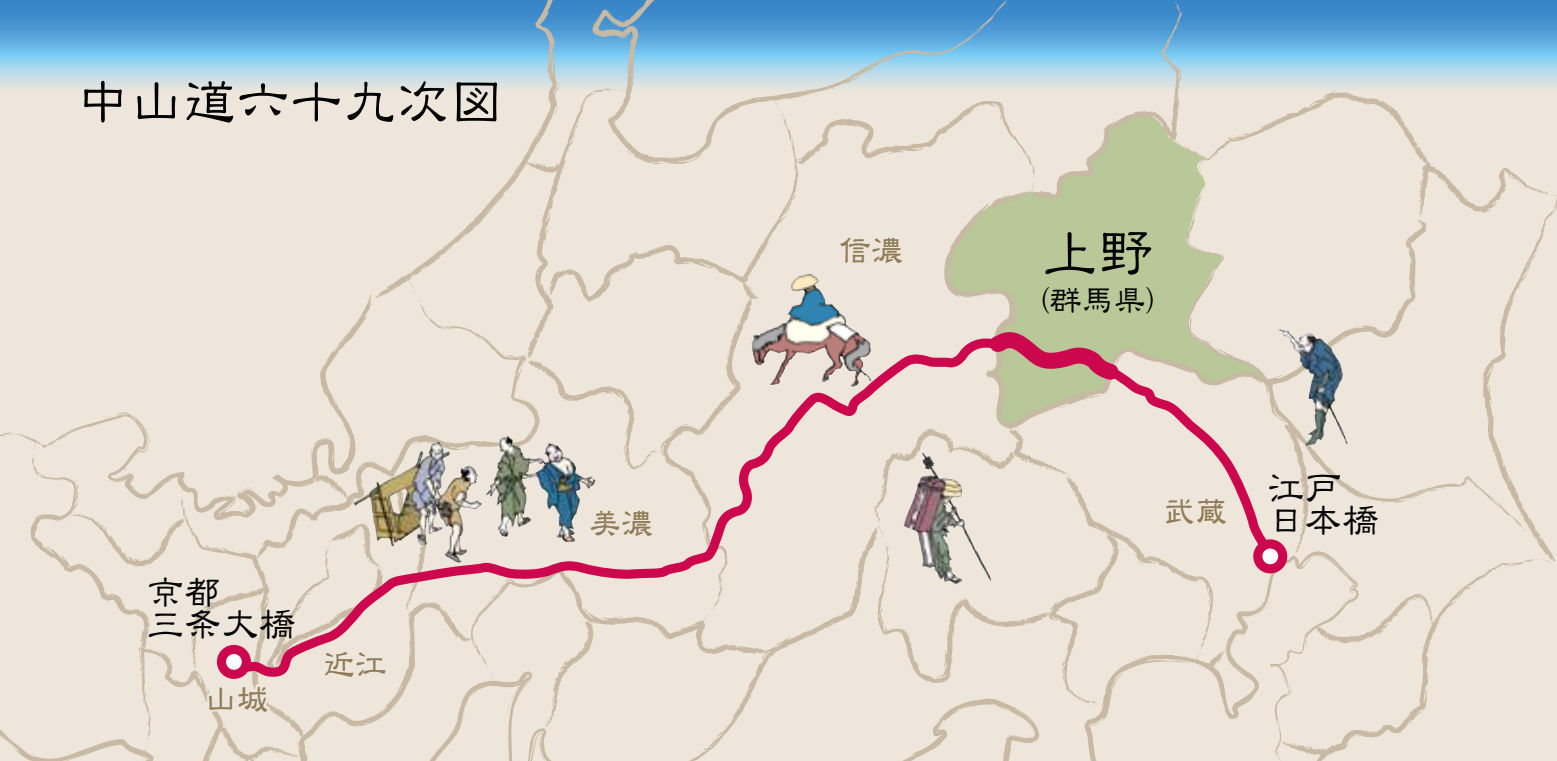 中山道六十九次図
信濃
上野
(群馬県)
美濃
武蔵
江戸
日本橋
京都
三条大橋
近江
山城